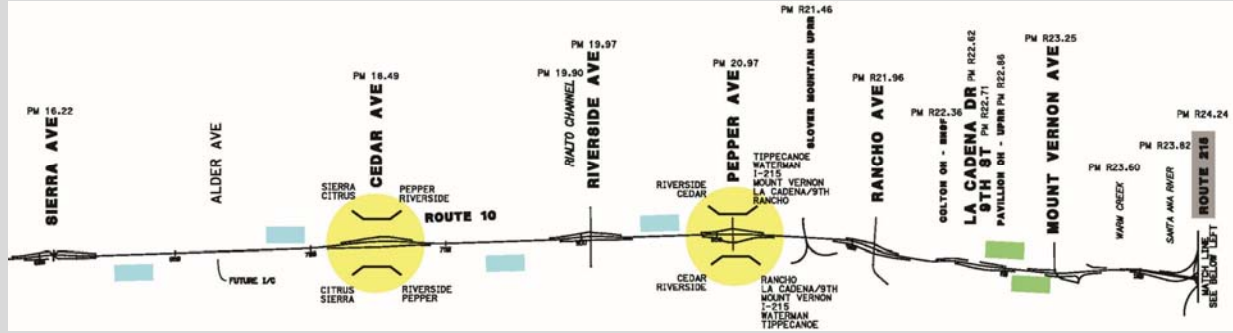 PM 16.22
SIERRA AVE
ALDER AVE
PM 18.49
CEDAR AVE
SIERRA
CITRUS
PEPPER
RIVERSIDE
ROUTE 10
CITRUS
SIERRA
RIVERSIDE
PEPPER
FUTURE I/C
PM 19.90
RIALTO CHANNEL
PM 19.97
RIVERSIDE AVE
PM 20.97
PEPPER AVE
RIVERSIDE
CEDAR
TIPPECANOE
WATERMAN
I-215
MOUNT VERNON
LA CADENA/9TH
RANCHO
CEDAR
RIVERSIDE
RANCHO
LA CADENA/9TH
MOUNT VERNON
I-215
WATERMAN
TIPPECANOE
PM R21.46
SLOVER MOUNTAIN UPRR
PM R21.96
RANCHO AVE
PM R22.36
COLTON OH - BNSF
LA CADENA DR PM R22.62
9TH ST PM R22.71
PAVILLION OH - UPRR PM R22.86
PM R23.25
MOUNT VERNON AVE
PM R23.60
WARM CREEK
PM R23.82
SANTA ANA RIVER
PM R24.24
ROUTE 215
MATCH LINE
SEE BELOW LEFT